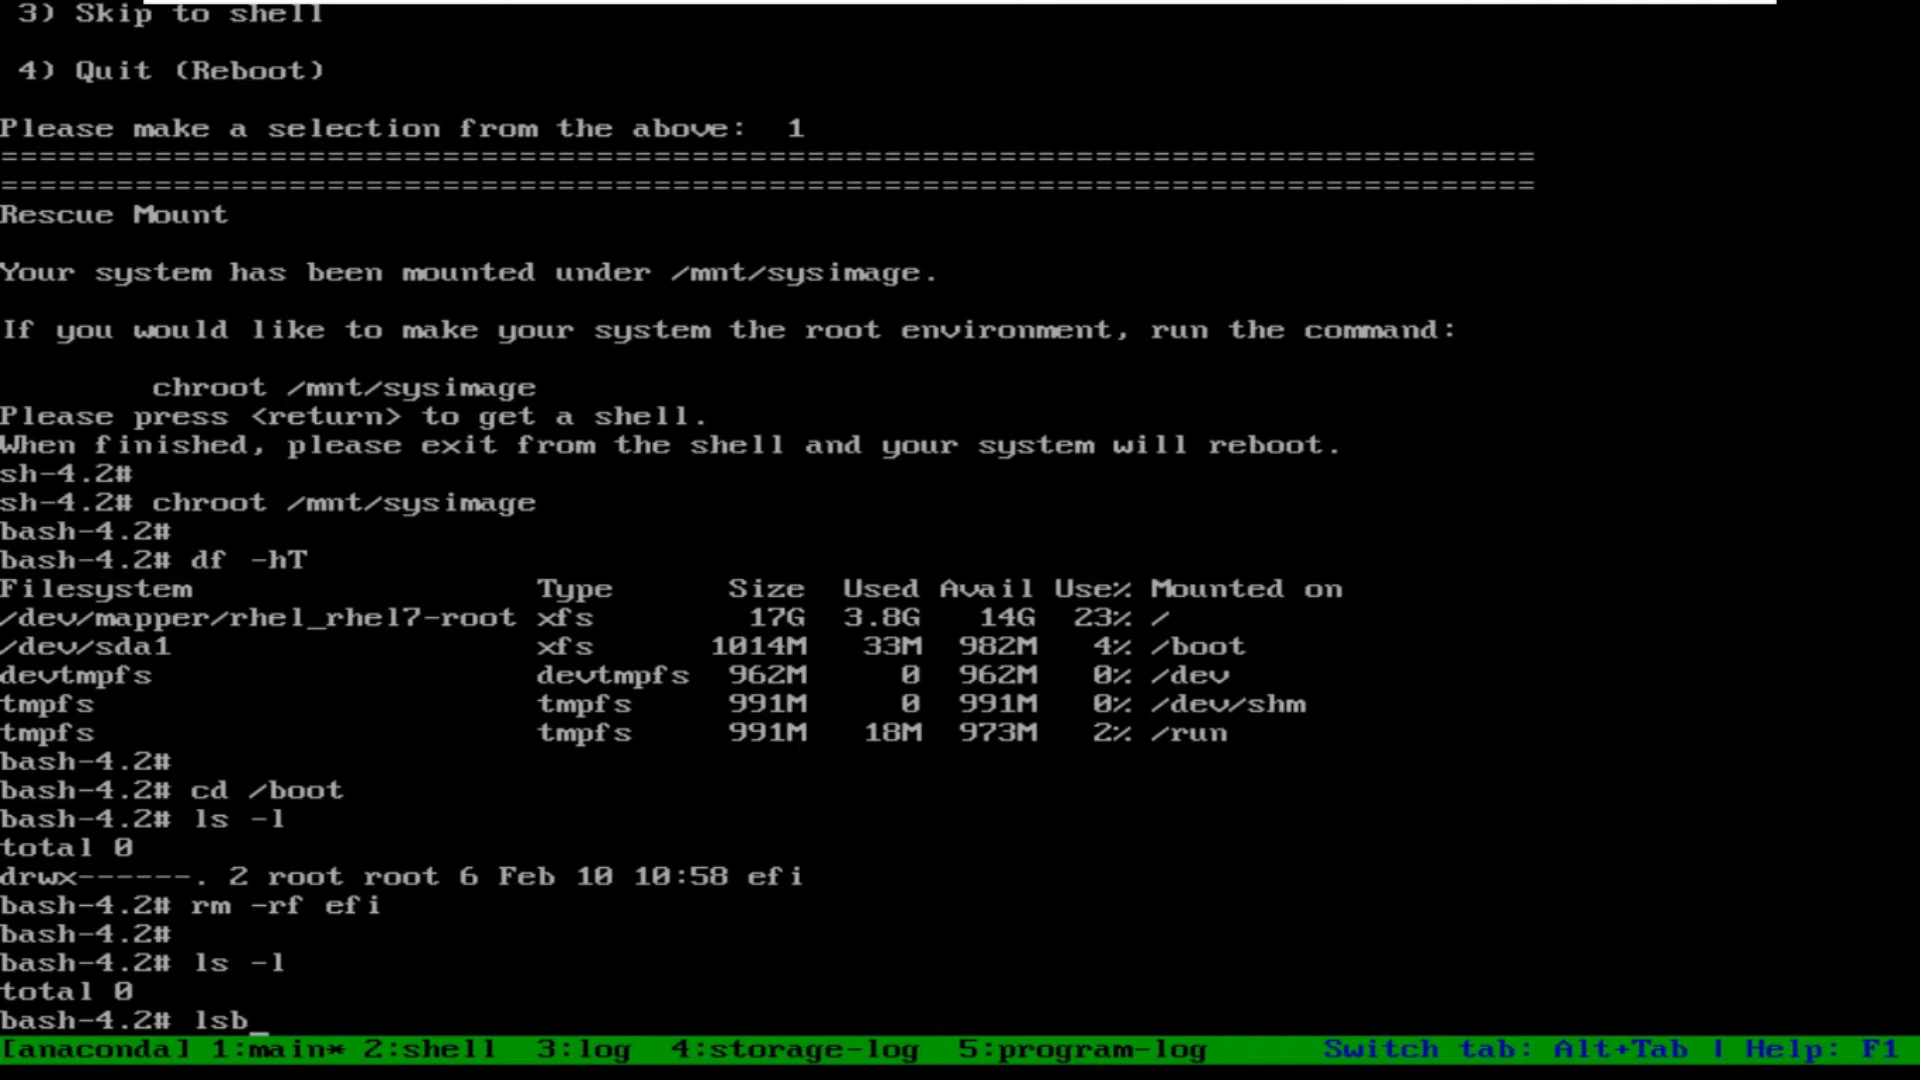 3) Skip to shell
4) Quit (Reboot)
Please make a selection from the above:  1
================================================================================
================================================================================
Rescue Mount
Your system has been mounted under /mnt/sysimage.
If you would like to make your system the root environment, run the command:
        chroot /mnt/sysimage
Please press <return> to get a shell.
When finished, please exit from the shell and your system will reboot.
sh-4.2#
sh-4.2# chroot /mnt/sysimage
bash-4.2#
bash-4.2# df -hT
Filesystem                  Type      Size  Used Avail Use% Mounted on
/dev/mapper/rhel_rhel7-root xfs        17G  3.8G   14G  23% /
/dev/sda1                   xfs      1014M   33M  982M   4% /boot
devtmpfs                    devtmpfs  962M     0  962M   0% /dev
tmpfs                       tmpfs     991M     0  991M   0% /dev/shm
tmpfs                       tmpfs     991M   18M  973M   2% /run
bash-4.2#
bash-4.2# cd /boot
bash-4.2# ls -l
total 0
drwx------. 2 root root 6 Feb 10 10:58 efi
bash-4.2# rm -rf efi
bash-4.2#
bash-4.2# ls -l
total 0
bash-4.2# lsb_
[anaconda] 1:main* 2:shell  3:log  4:storage-log  5:program-log      Switch tab: Alt+Tab | Help: F1